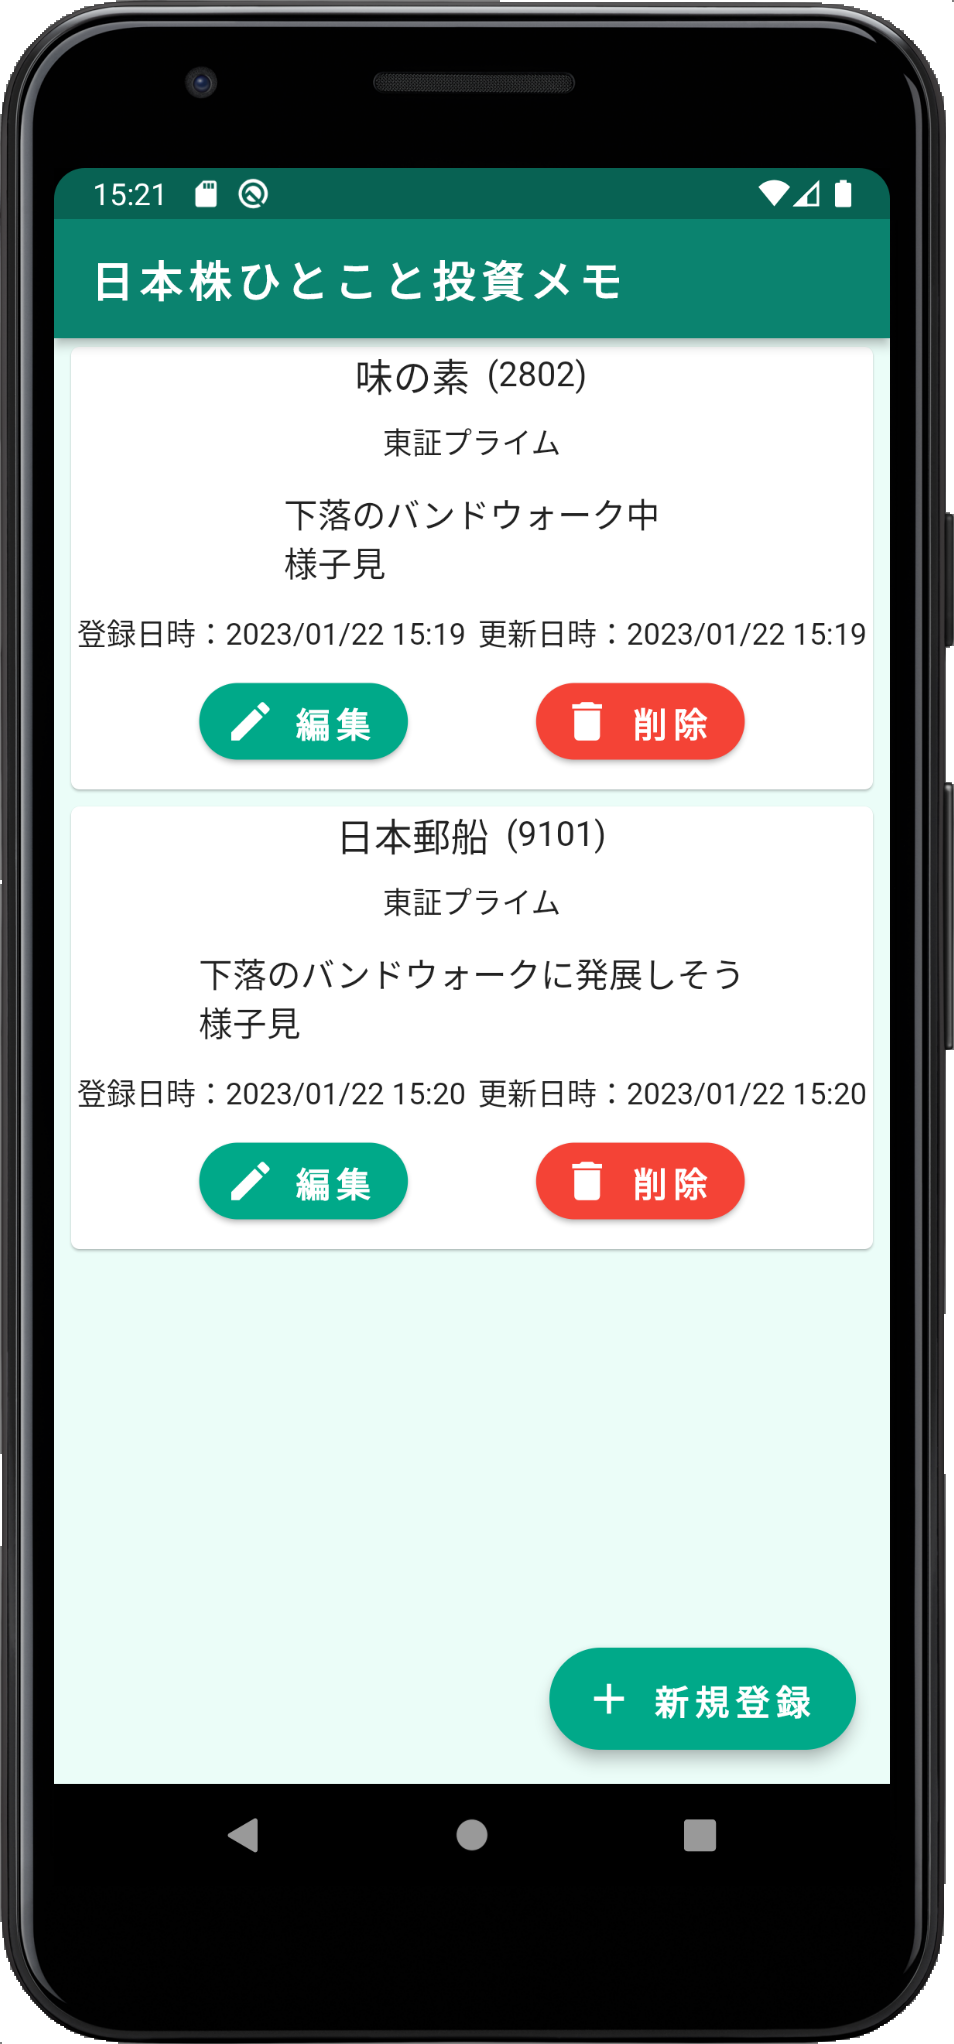 15:21
日本株ひとこと投資メモ
味の素 (2802)
東証プライム
下落のバンドウォーク中
様子見
登録日時：2023/01/22 15:19 更新日時：2023/01/22 15:19
編集 削除
日本郵船 (9101)
東証プライム
下落のバンドウォークに発展しそう
様子見
登録日時：2023/01/22 15:20 更新日時：2023/01/22 15:20
編集 削除
+ 新規登録